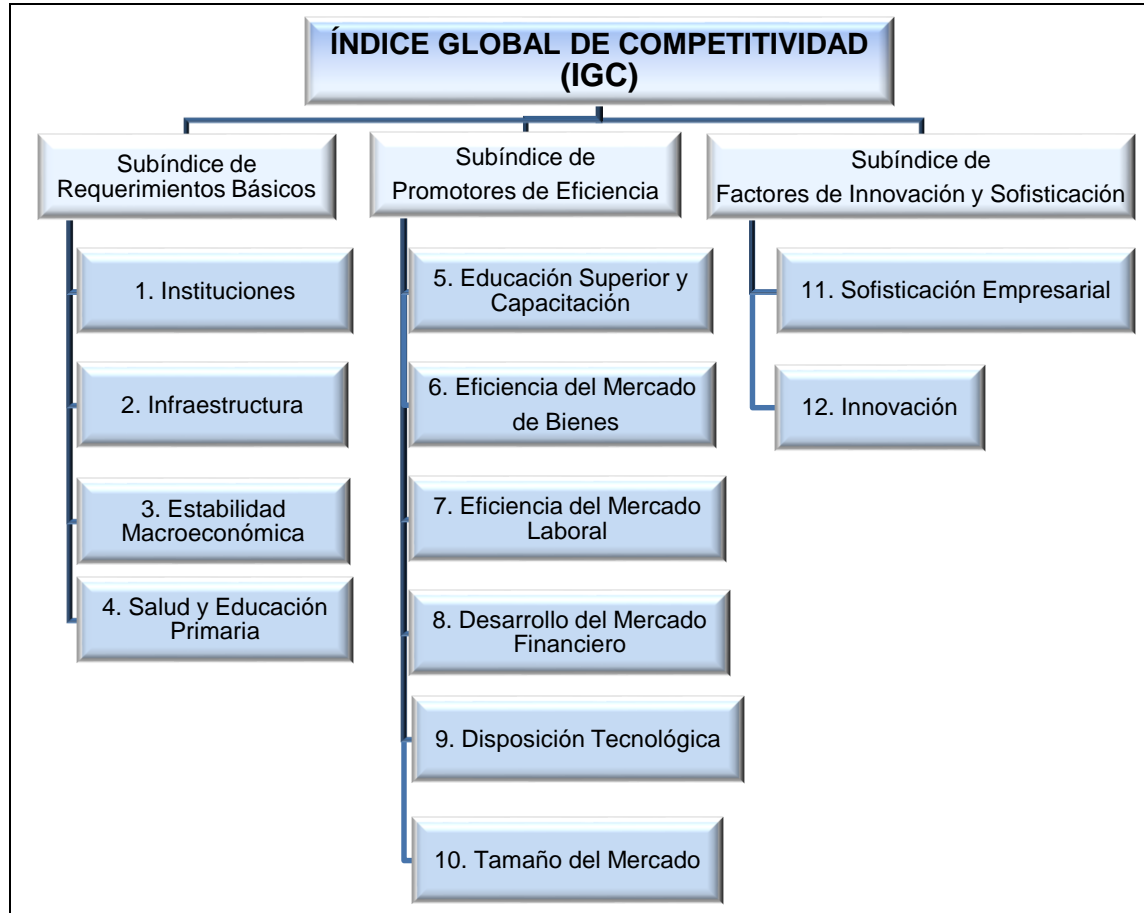 ÍNDICE GLOBAL DE COMPETITIVIDAD
(IGC)
Subíndice de
Requerimientos Básicos
1. Instituciones
2. Infraestructura
3. Estabilidad
Macroeconómica
4. Salud y Educación
Primaria
Subíndice de
Promotores de Eficiencia
5. Educación Superior y
Capacitación
6. Eficiencia del Mercado
de Bienes
7. Eficiencia del Mercado
Laboral
8. Desarrollo del Mercado
Financiero
9. Disposición Tecnológica
10. Tamaño del Mercado
Subíndice de
Factores de Innovación y Sofisticación
11. Sofisticación Empresarial
12. Innovación